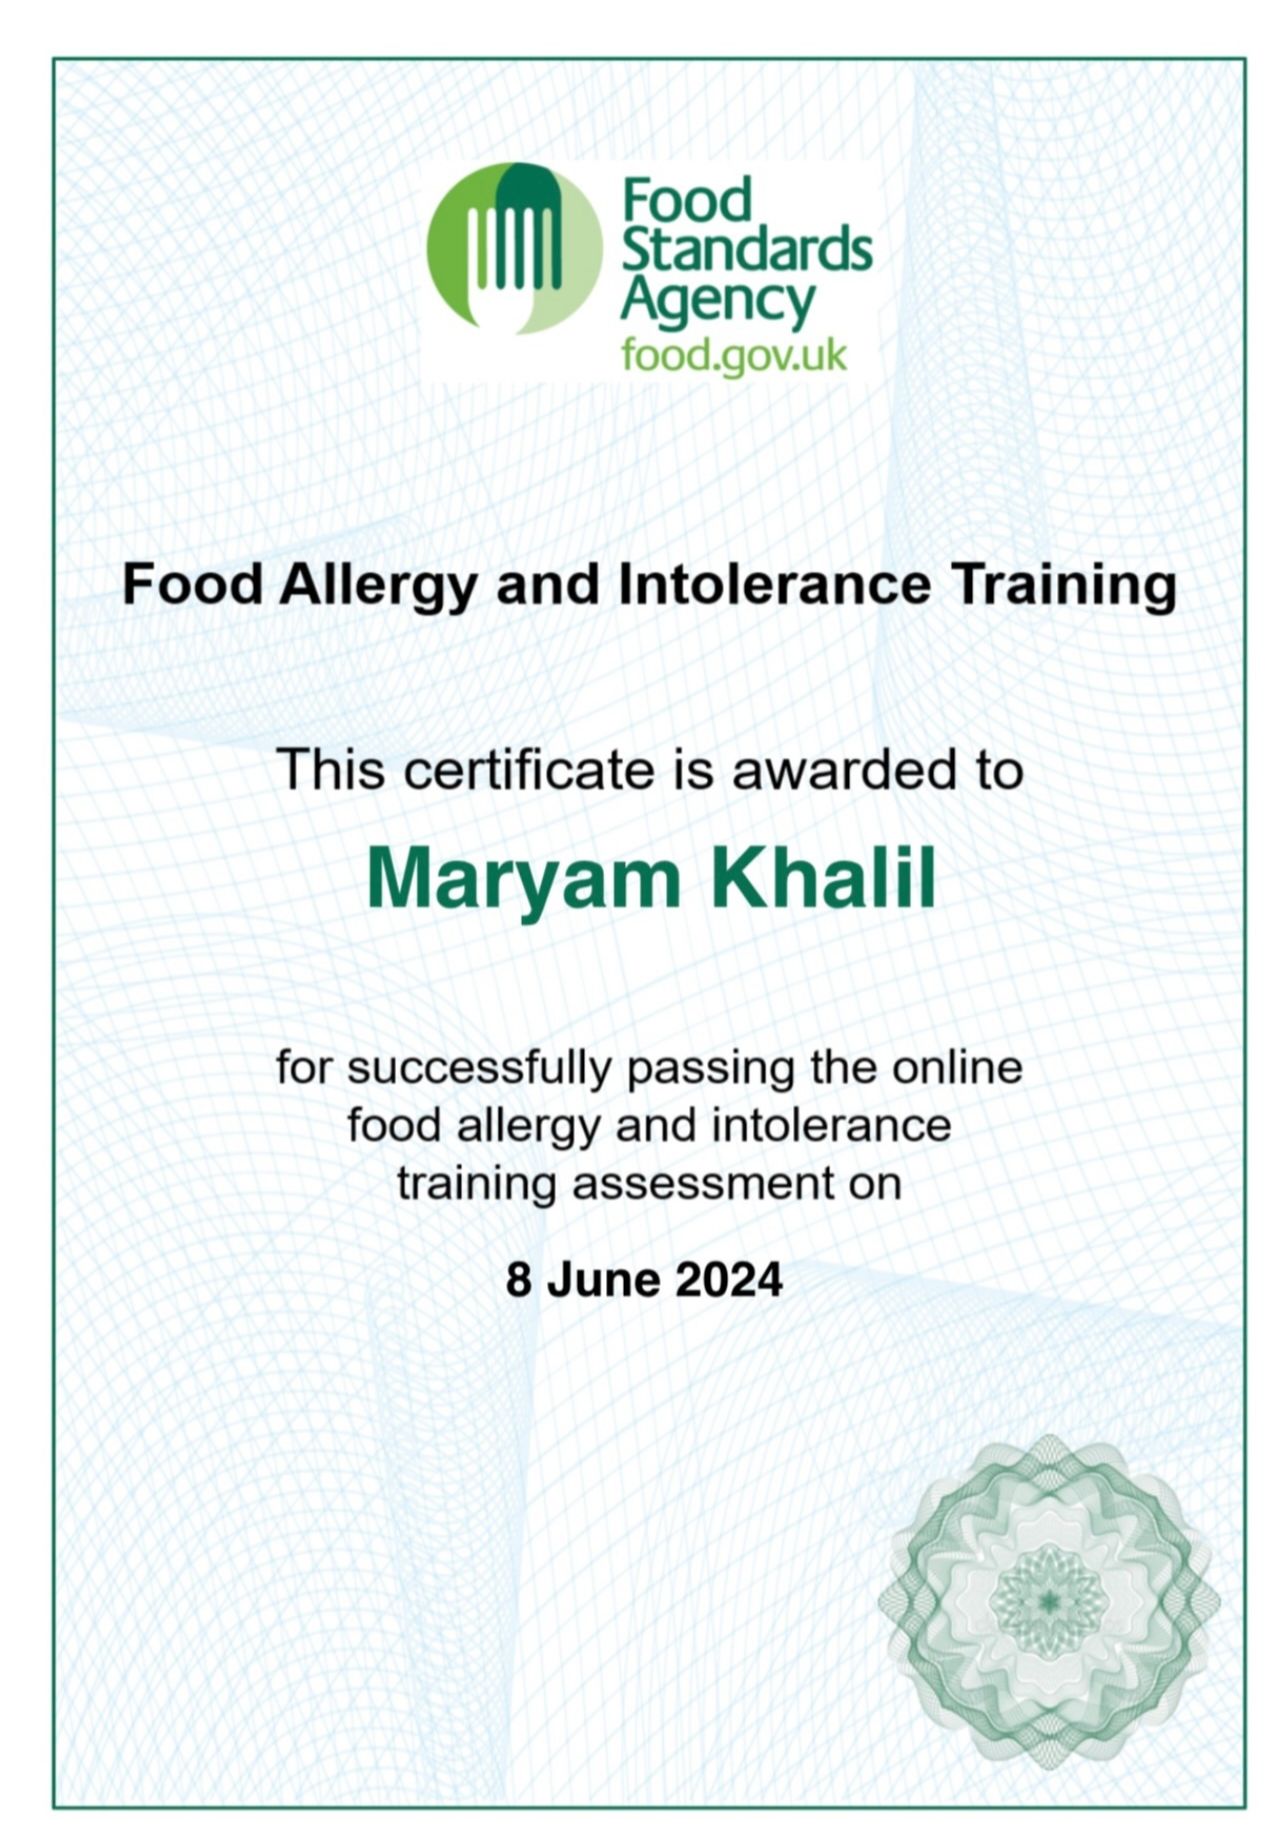 Food
Standards
Agency
food.gov.uk
Food Allergy and Intolerance Training
This certificate is awarded to
Maryam Khalil
for successfully passing the online
food allergy and intolerance
training assessment on
8 June 2024